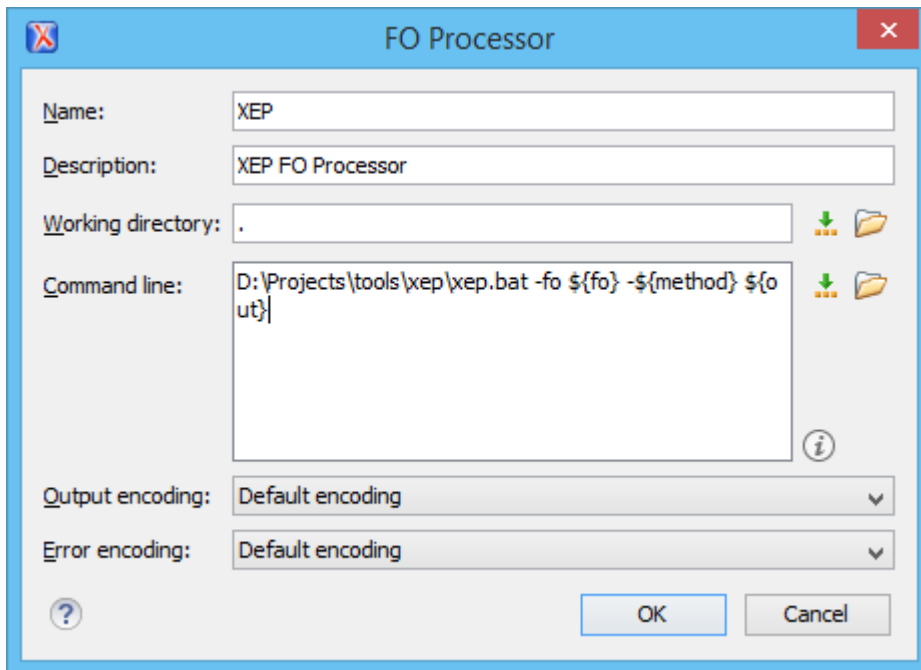 FO Processor
Name: XEP
Description: XEP FO Processor
Working directory: .
Command line: D:\Projects\tools\xep\xep.bat -fo ${fo} -${method} ${o
ut}
Output encoding: Default encoding
Error encoding: Default encoding
OK Cancel